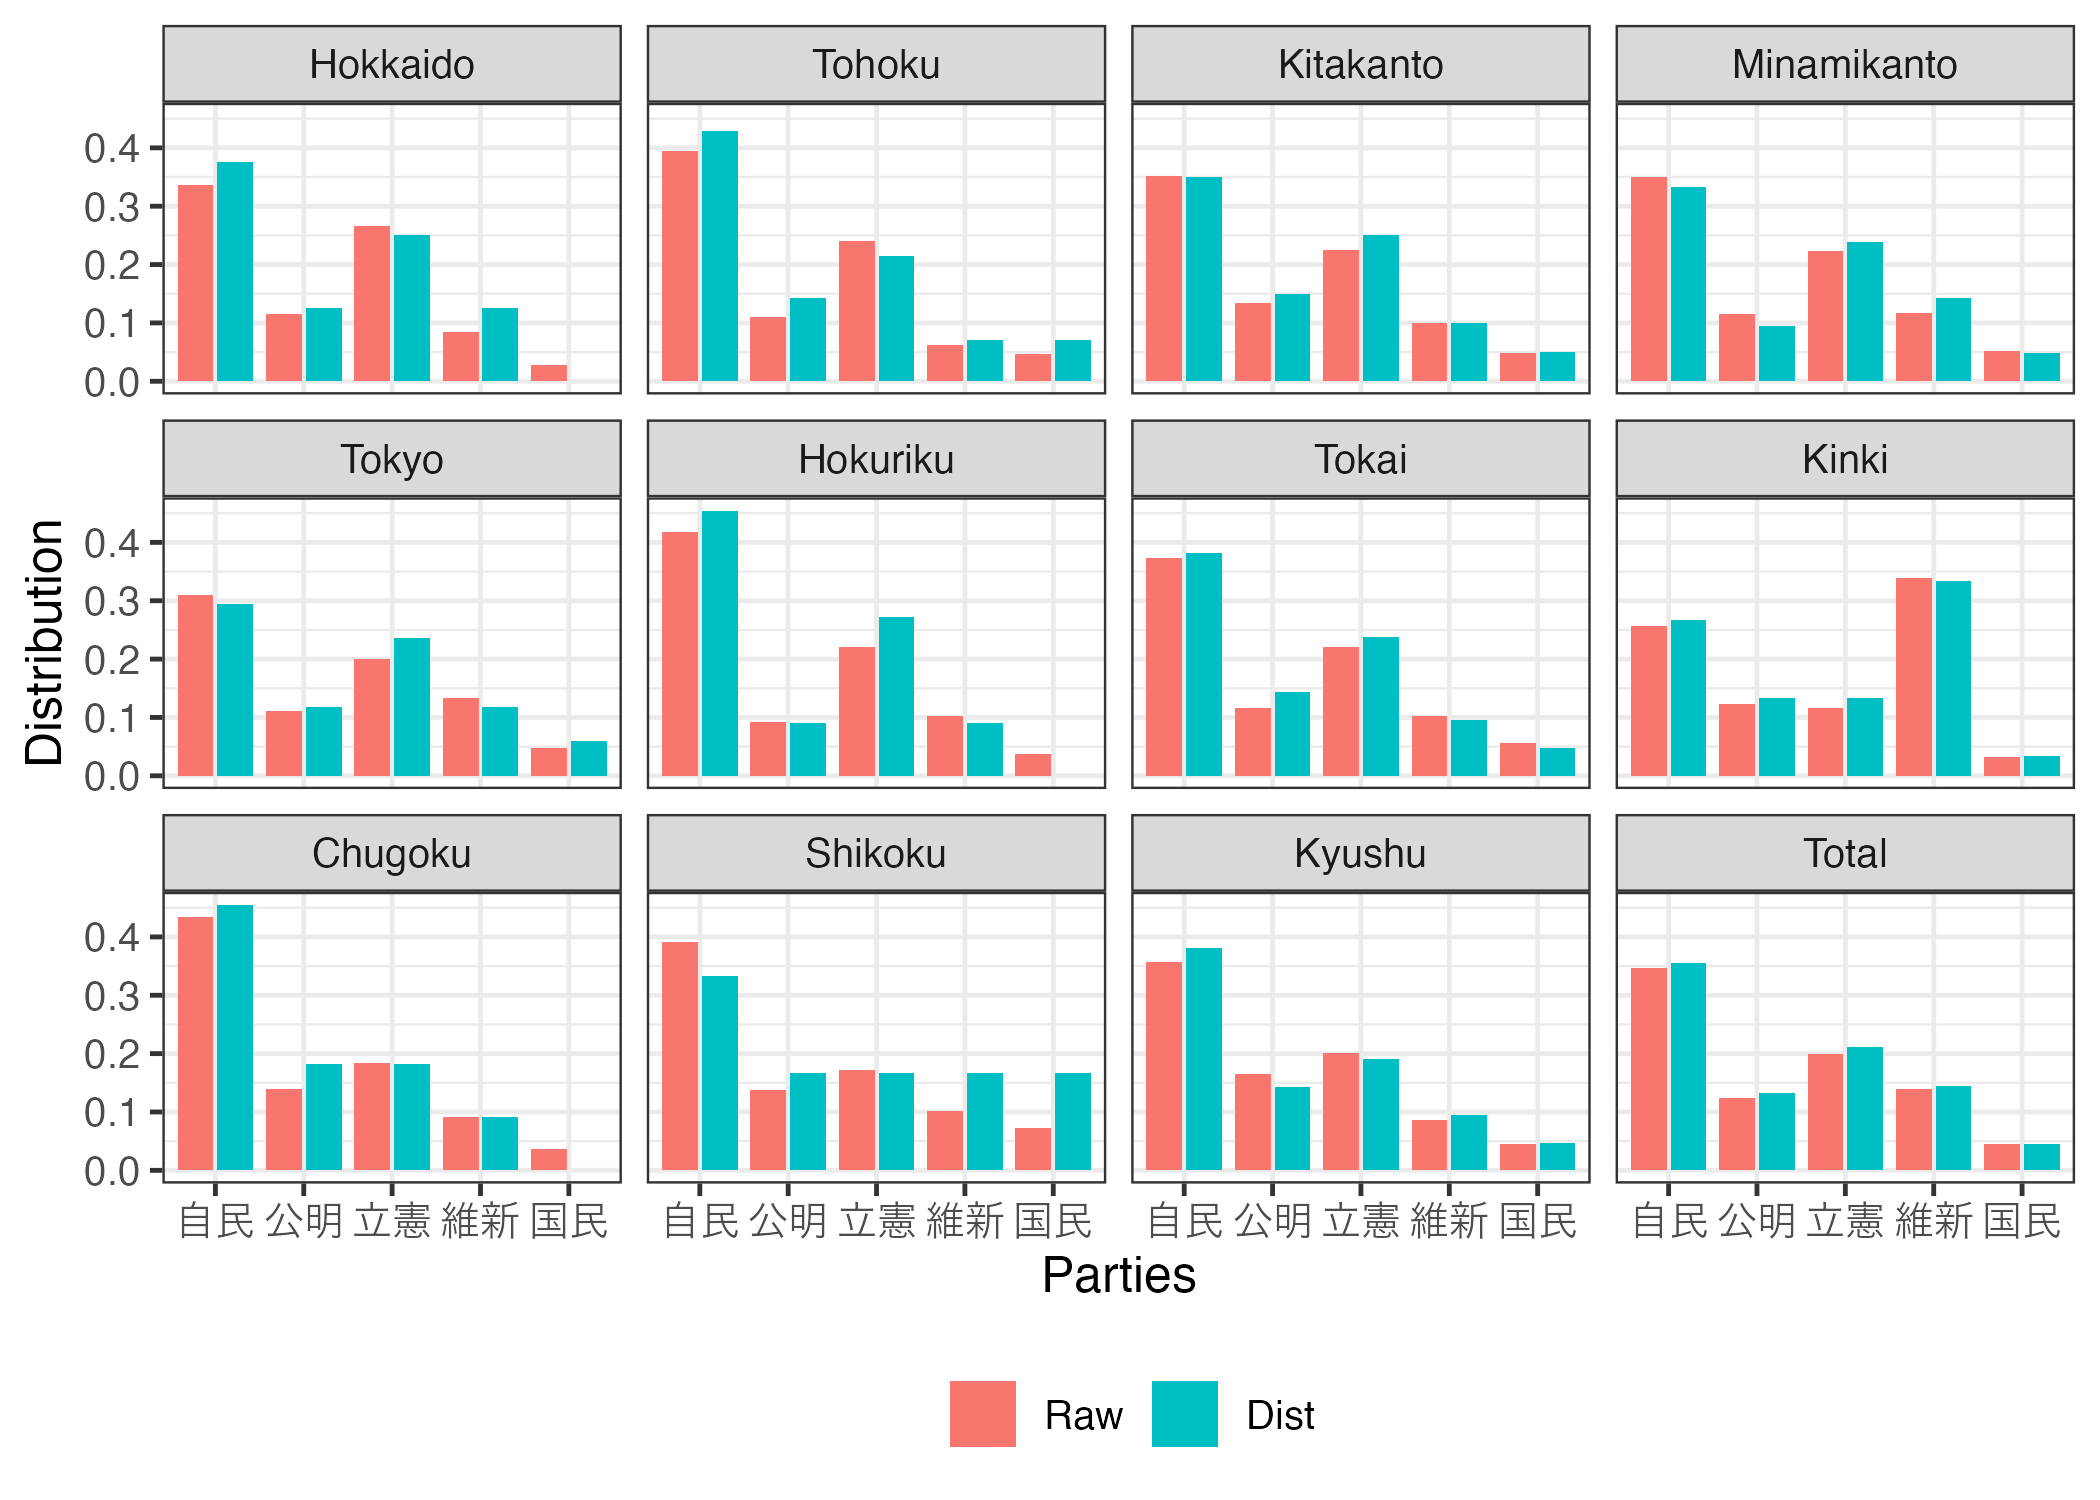 Hokkaido Tohoku Kitakanto Minamikanto
0.4
0.3
0.2
0.1
0.0
Tokyo Hokuriku Tokai Kinki
0.4
0.3
0.2
0.1
0.0
Distribution
Chugoku Shikoku Kyushu Total
0.4
0.3
0.2
0.1
0.0
自民 公明 立憲 維新 国民 自民 公明 立憲 維新 国民 自民 公明 立憲 維新 国民 自民 公明 立憲 維新 国民
Parties
Raw Dist